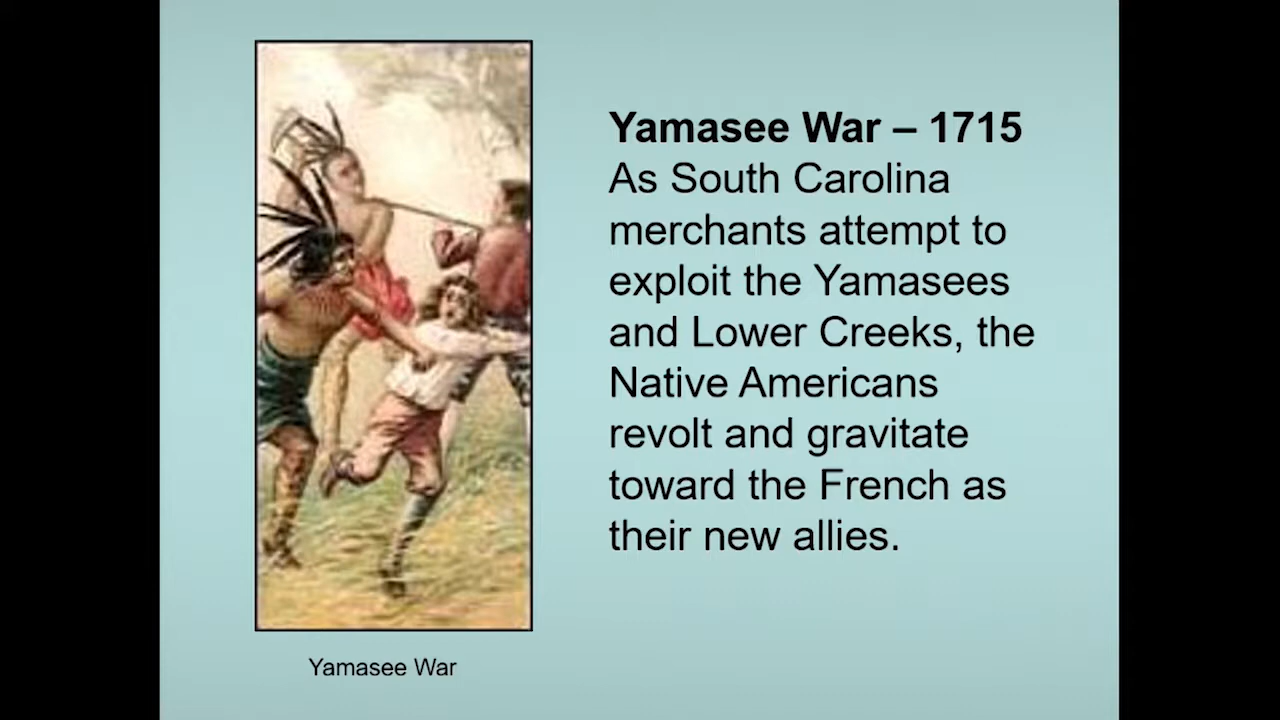 Yamasee War – 1715
As South Carolina
merchants attempt to
exploit the Yamasees
and Lower Creeks, the
Native Americans
revolt and gravitate
toward the French as
their new allies.
Yamasee War